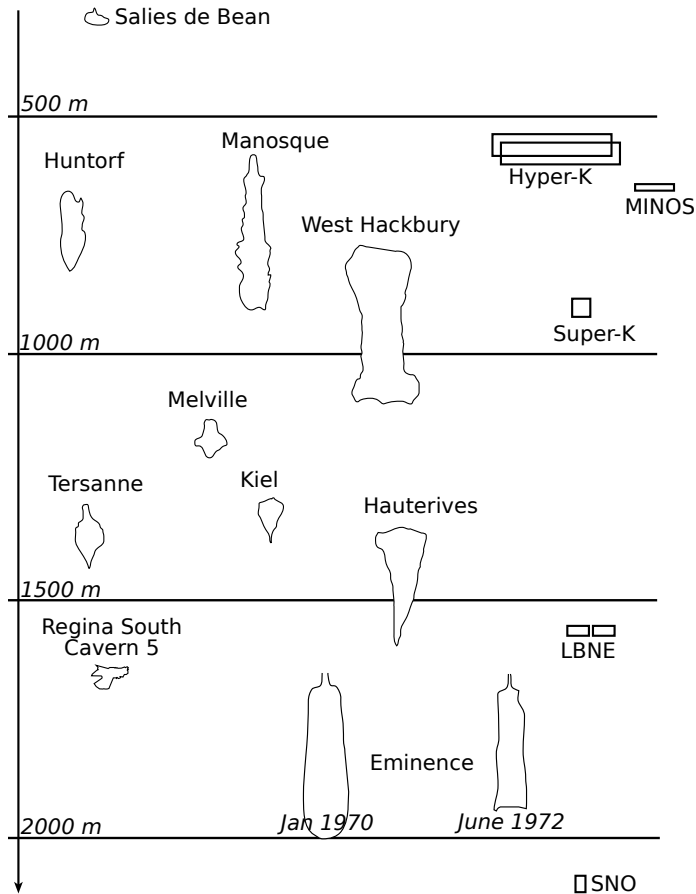 Salies de Bean
500 m
Manosque
Huntorf
Hyper-K
MINOS
West Hackbury
Super-K
1000 m
Melville
Kiel
Tersanne
Hauterives
1500 m
Regina South
Cavern 5
LBNE
Eminence
Jan 1970
June 1972
2000 m
SNO